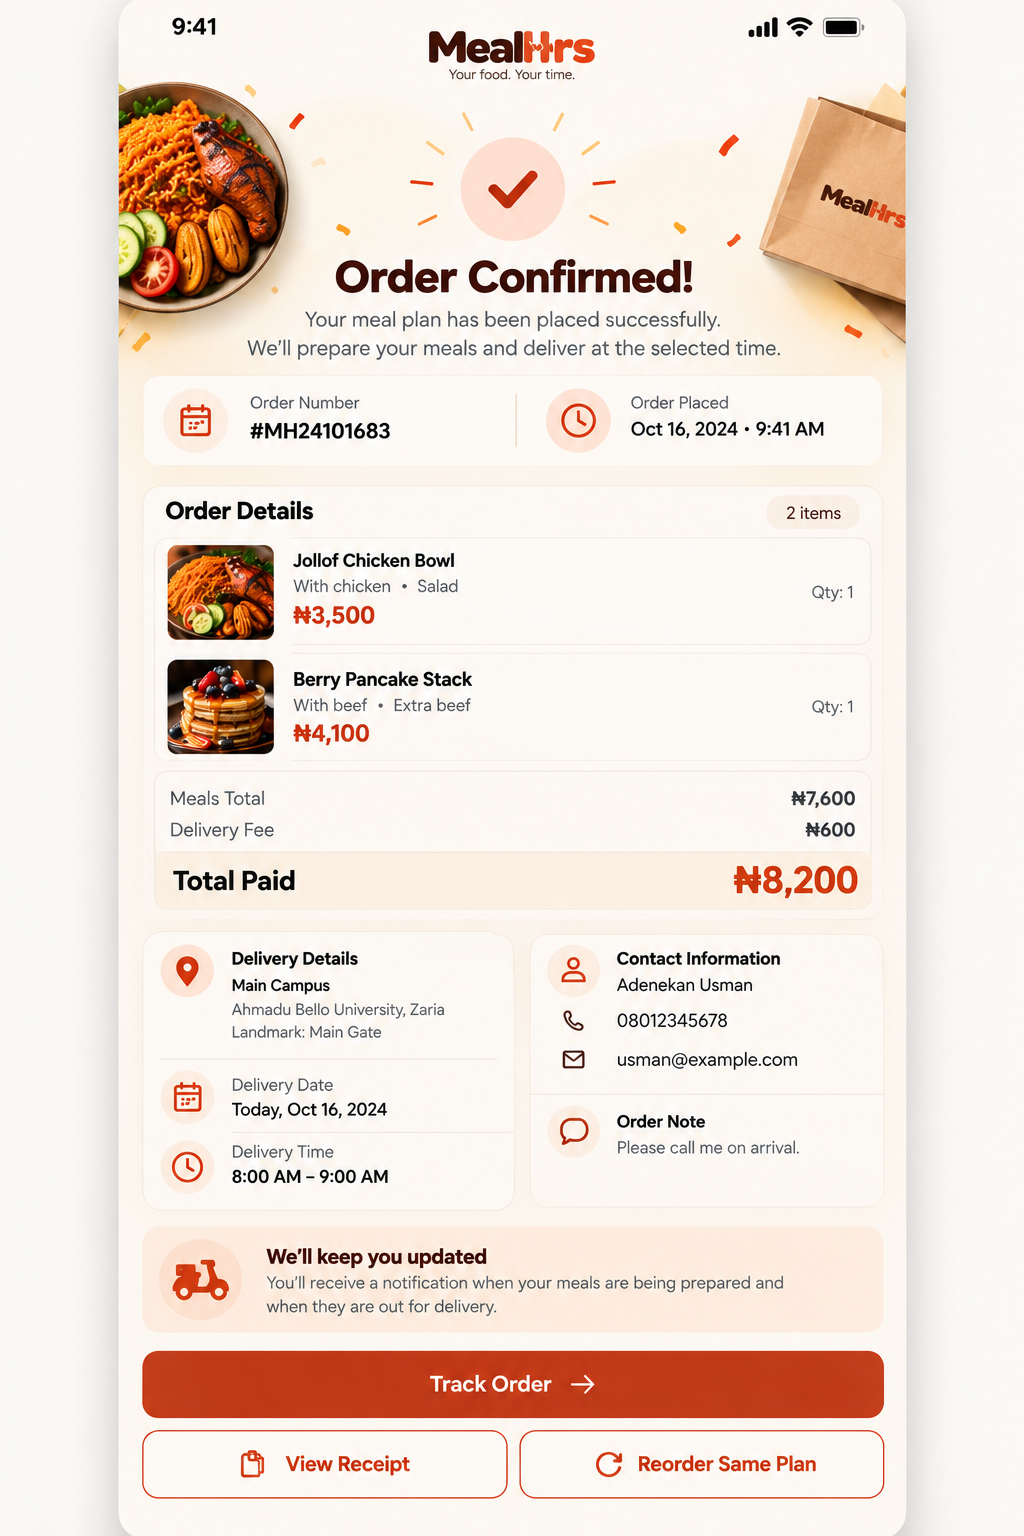 9:41
MealHrs
Your food. Your time.
MealHrs
Order Confirmed!
Your meal plan has been placed successfully.
We'll prepare your meals and deliver at the selected time.
Order Number
#MH24101683
Order Placed
Oct 16, 2024 • 9:41 AM
Order Details
2 items
Jollof Chicken Bowl
With chicken • Salad
₦3,500
Qty: 1
Berry Pancake Stack
With beef • Extra beef
₦4,100
Qty: 1
Meals Total
₦7,600
Delivery Fee
₦600
Total Paid
₦8,200
Delivery Details
Main Campus
Ahmadu Bello University, Zaria
Landmark: Main Gate
Delivery Date
Today, Oct 16, 2024
Delivery Time
8:00 AM – 9:00 AM
Contact Information
Adenekan Usman
08012345678
usman@example.com
Order Note
Please call me on arrival.
We'll keep you updated
You'll receive a notification when your meals are being prepared and
when they are out for delivery.
Track Order →
View Receipt
Reorder Same Plan